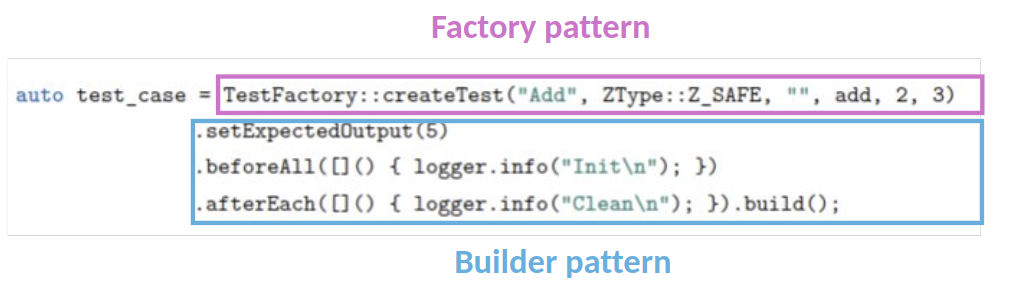 Factory pattern
auto test_case = TestFactory::createTest("Add", ZType::Z_SAFE, "", add, 2, 3)
.setExpectedOutput(5)
.beforeAll([]() { logger.info("Init\n"); })
.afterEach([]() { logger.info("Clean\n"); }).build();
Builder pattern